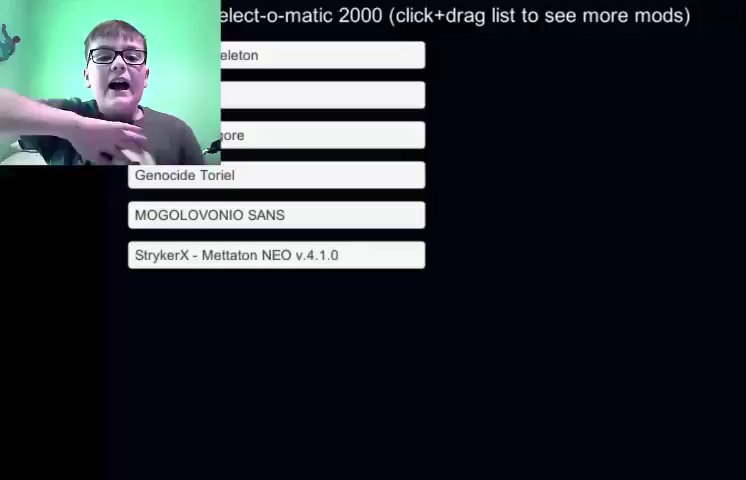 elect-o-matic 2000 (click+drag list to see more mods)
eleton
ore
Genocide Toriel
MOGOLOVONIO SANS
StrykerX - Mettaton NEO v.4.1.0